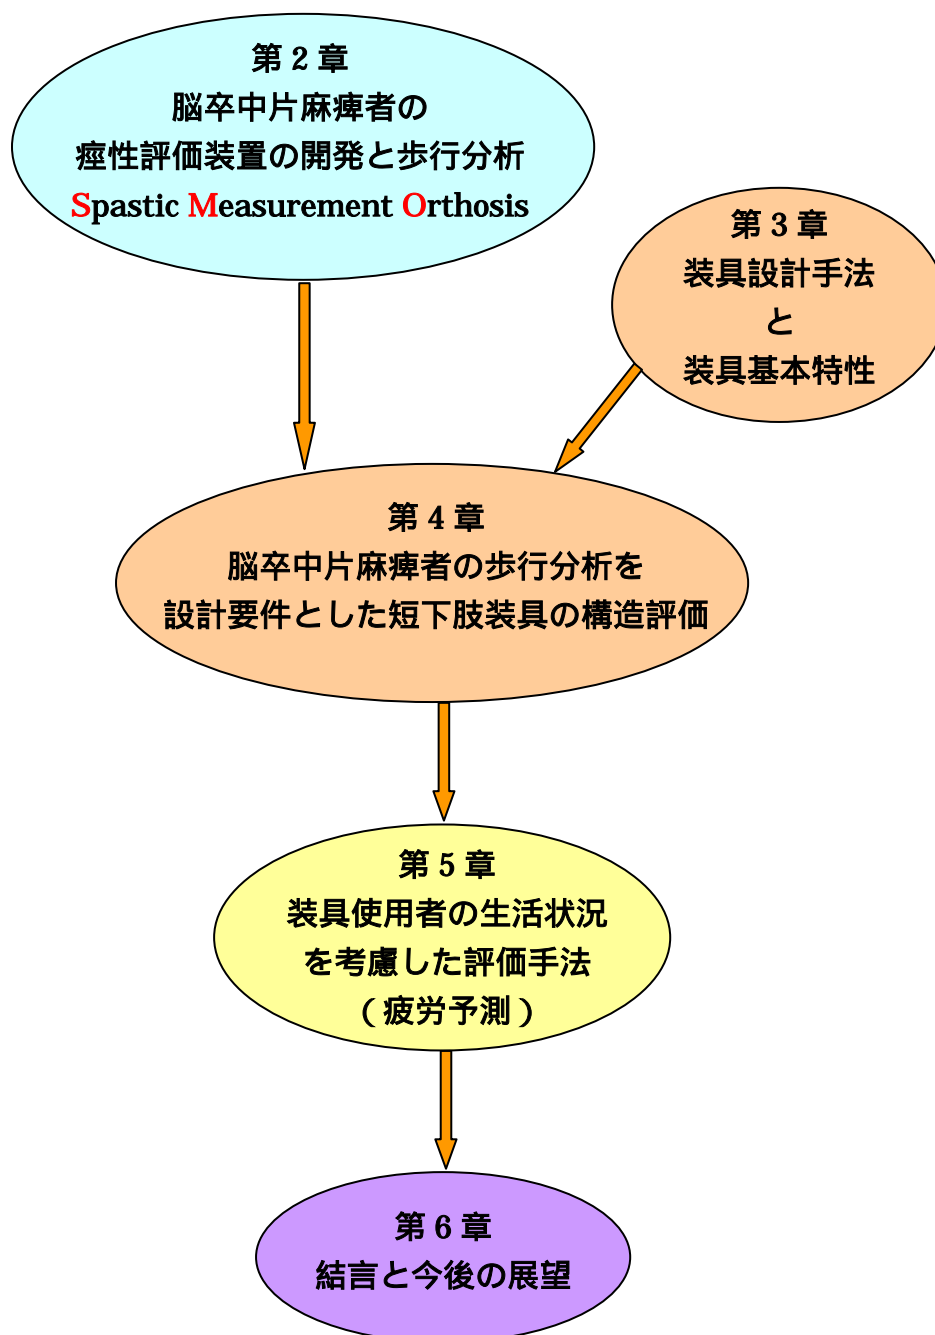 第 2 章
脳卒中片麻痺者の
痙性評価装置の開発と歩行分析
Spastic Measurement Orthosis
第 3 章
装具設計手法
と
装具基本特性
第 4 章
脳卒中片麻痺者の歩行分析を
設計要件とした短下肢装具の構造評価
第 5 章
装具使用者の生活状況
を考慮した評価手法
（疲労予測）
第 6 章
結言と今後の展望